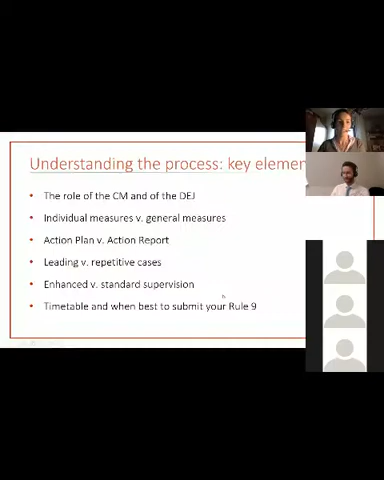 Understanding the process: key elemen
The role of the CM and of the DEJ
Individual measures v. general measures
Action Plan v. Action Report
Leading v. repetitive cases
Enhanced v. standard supervision
Timetable and when best to submit your Rule 9